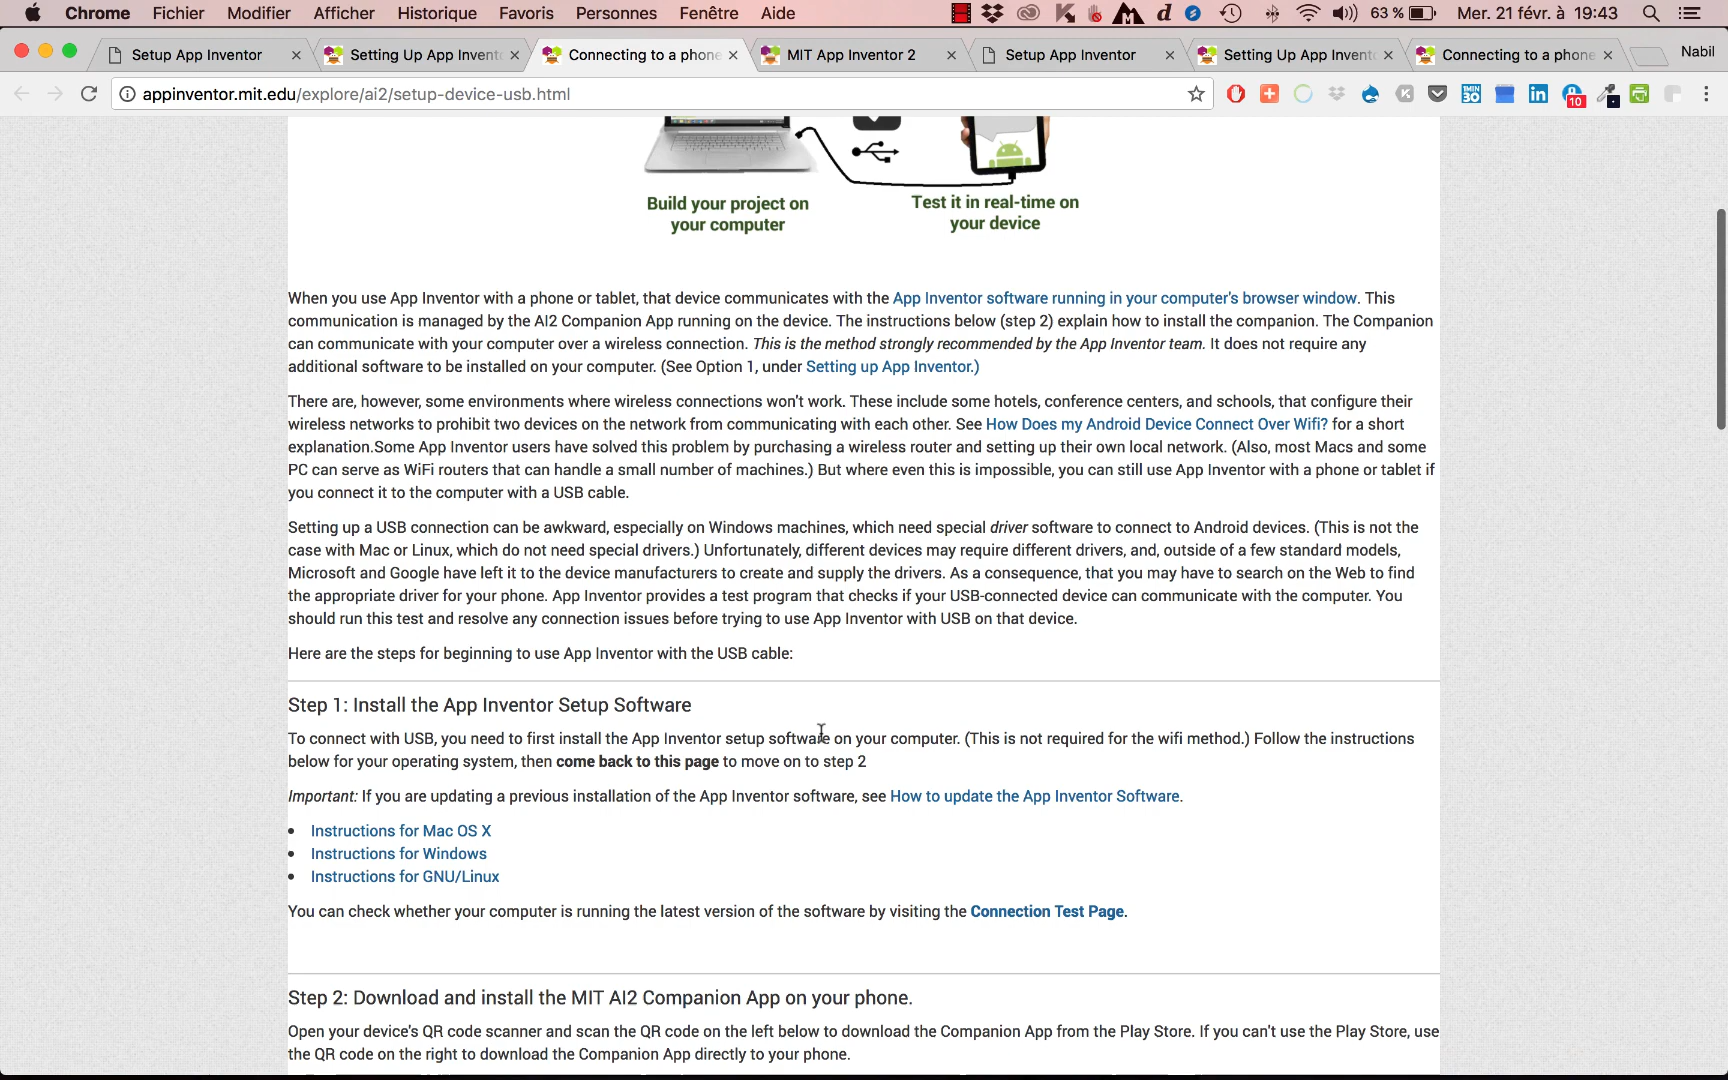 Chrome Fichier Modifier Afficher Historique Favoris Personnes Fenêtre Aide 63 % Mer. 21 févr. à 19:43
Setup App Inventor Setting Up App Invent Connecting to a phone MIT App Inventor 2 Setup App Inventor Setting Up App Invent Connecting to a phone Nabil
appinventor.mit.edu/explore/ai2/setup-device-usb.html
Build your project on
your computer
Test it in real-time on
your device
When you use App Inventor with a phone or tablet, that device communicates with the App Inventor software running in your computer's browser window. This
communication is managed by the AI2 Companion App running on the device. The instructions below (step 2) explain how to install the companion. The Companion
can communicate with your computer over a wireless connection. This is the method strongly recommended by the App Inventor team. It does not require any
additional software to be installed on your computer. (See Option 1, under Setting up App Inventor.)
There are, however, some environments where wireless connections won't work. These include some hotels, conference centers, and schools, that configure their
wireless networks to prohibit two devices on the network from communicating with each other. See How Does my Android Device Connect Over Wifi? for a short
explanation.Some App Inventor users have solved this problem by purchasing a wireless router and setting up their own local network. (Also, most Macs and some
PC can serve as WiFi routers that can handle a small number of machines.) But where even this is impossible, you can still use App Inventor with a phone or tablet if
you connect it to the computer with a USB cable.
Setting up a USB connection can be awkward, especially on Windows machines, which need special driver software to connect to Android devices. (This is not the
case with Mac or Linux, which do not need special drivers.) Unfortunately, different devices may require different drivers, and, outside of a few standard models,
Microsoft and Google have left it to the device manufacturers to create and supply the drivers. As a consequence, that you may have to search on the Web to find
the appropriate driver for your phone. App Inventor provides a test program that checks if your USB-connected device can communicate with the computer. You
should run this test and resolve any connection issues before trying to use App Inventor with USB on that device.
Here are the steps for beginning to use App Inventor with the USB cable:
Step 1: Install the App Inventor Setup Software
To connect with USB, you need to first install the App Inventor setup software on your computer. (This is not required for the wifi method.) Follow the instructions
below for your operating system, then come back to this page to move on to step 2
Important: If you are updating a previous installation of the App Inventor software, see How to update the App Inventor Software.
Instructions for Mac OS X
Instructions for Windows
Instructions for GNU/Linux
You can check whether your computer is running the latest version of the software by visiting the Connection Test Page.
Step 2: Download and install the MIT AI2 Companion App on your phone.
Open your device's QR code scanner and scan the QR code on the left below to download the Companion App from the Play Store. If you can't use the Play Store, use
the QR code on the right to download the Companion App directly to your phone.